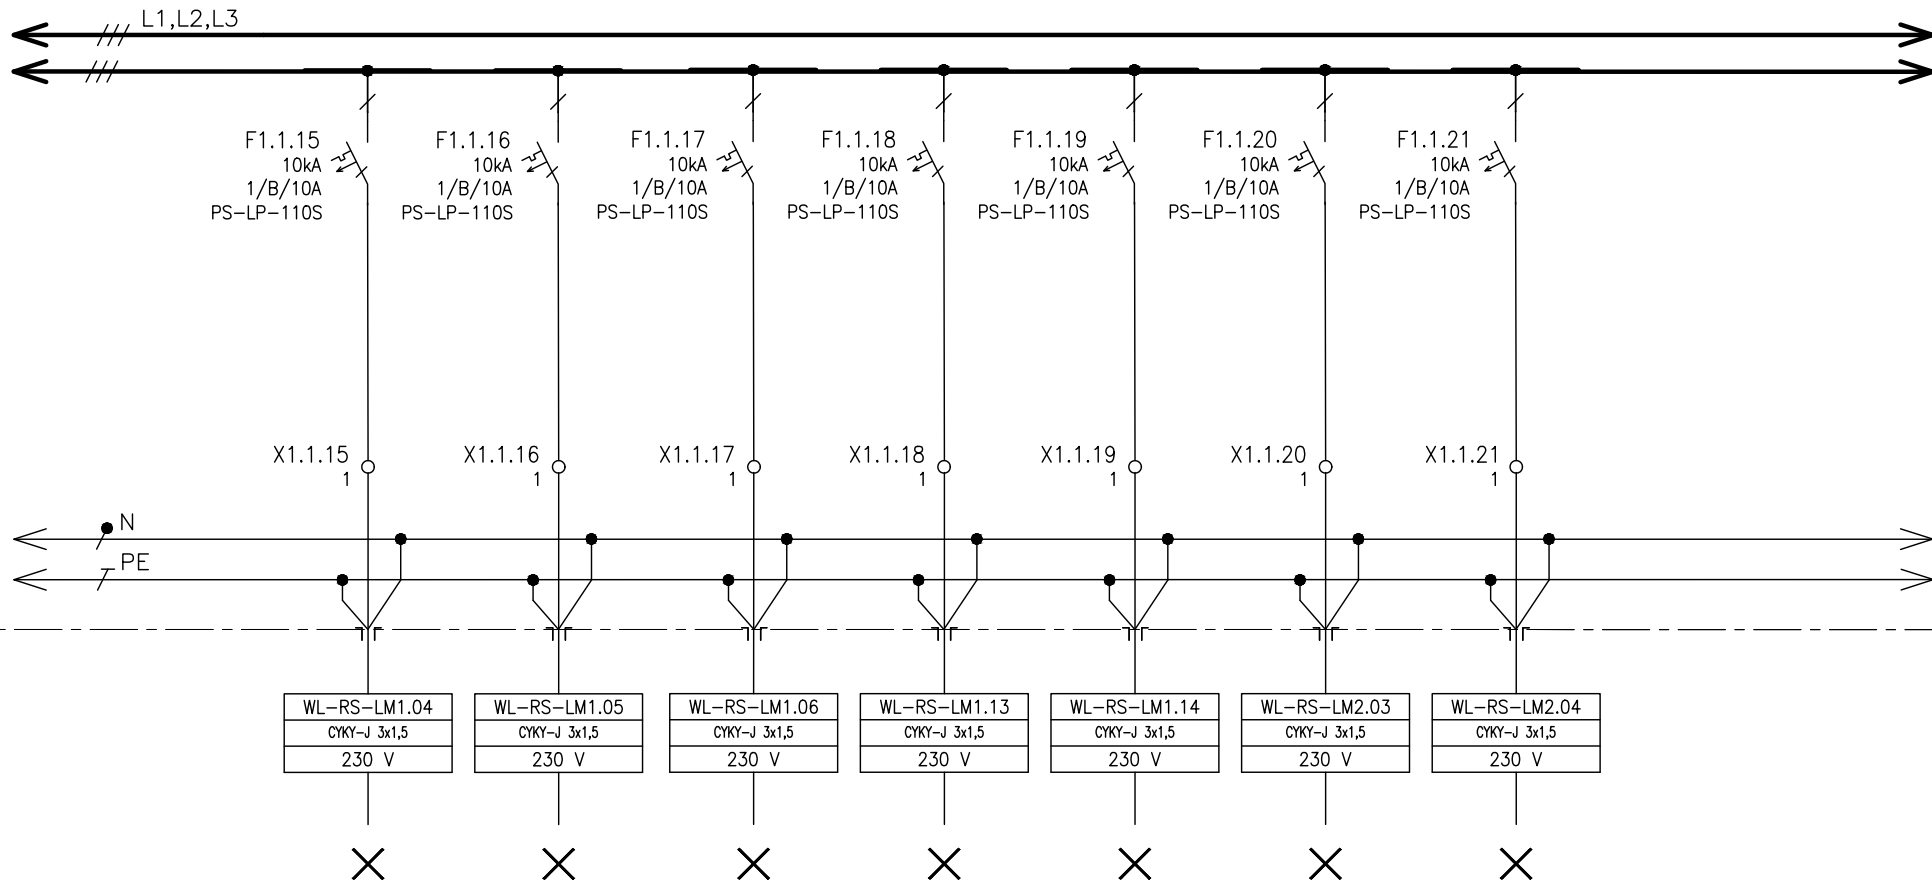 L1,L2,L3
F1.1.15
10kA
1/B/10A
PS-LP-110S
F1.1.16
10kA
1/B/10A
PS-LP-110S
F1.1.17
10kA
1/B/10A
PS-LP-110S
F1.1.18
10kA
1/B/10A
PS-LP-110S
F1.1.19
10kA
1/B/10A
PS-LP-110S
F1.1.20
10kA
1/B/10A
PS-LP-110S
F1.1.21
10kA
1/B/10A
PS-LP-110S
X1.1.15
1
X1.1.16
1
X1.1.17
1
X1.1.18
1
X1.1.19
1
X1.1.20
1
X1.1.21
1
N
PE
WL-RS-LM1.04
CYKY-J 3x1,5
230 V
WL-RS-LM1.05
CYKY-J 3x1,5
230 V
WL-RS-LM1.06
CYKY-J 3x1,5
230 V
WL-RS-LM1.13
CYKY-J 3x1,5
230 V
WL-RS-LM1.14
CYKY-J 3x1,5
230 V
WL-RS-LM2.03
CYKY-J 3x1,5
230 V
WL-RS-LM2.04
CYKY-J 3x1,5
230 V